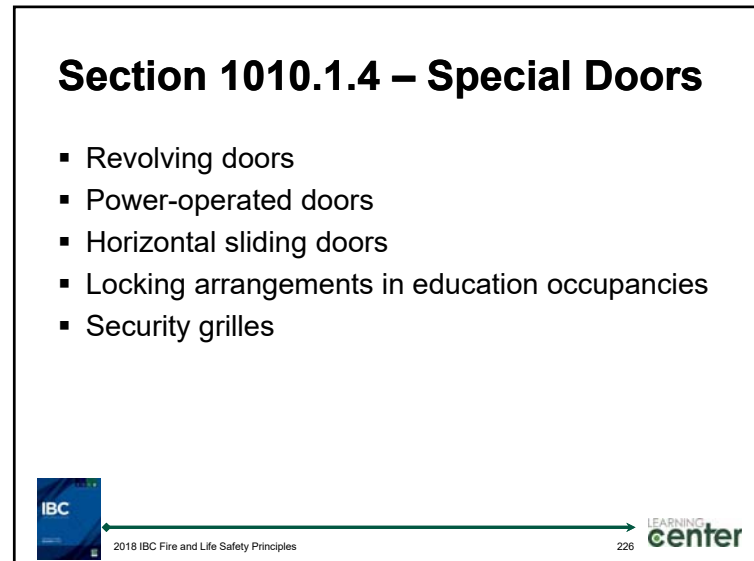 Section 1010.1.4 – Special Doors
▪ Revolving doors
▪ Power-operated doors
▪ Horizontal sliding doors
▪ Locking arrangements in education occupancies
▪ Security grilles
IBC
2018 IBC Fire and Life Safety Principles
226
LEARNING
center